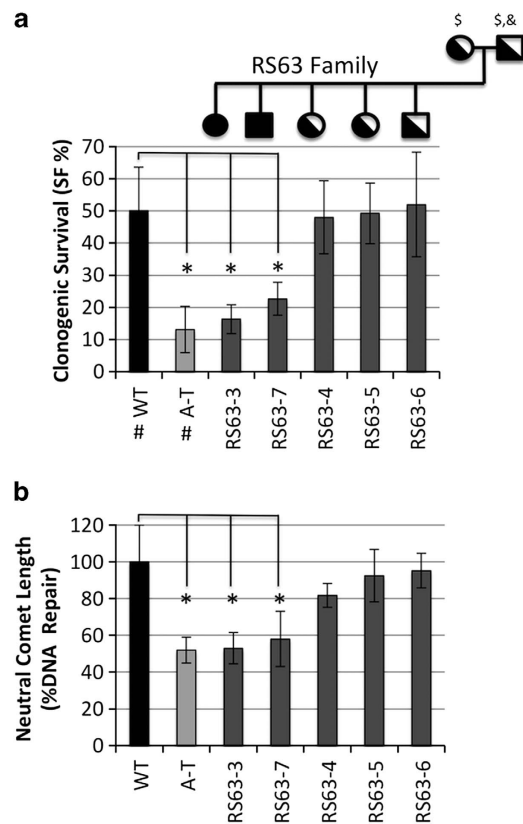 a
$ $,&
RS63 Family
Clonogenic Survival (SF %)
70
60
50
40
30
20
10
0
* * *
# WT
# A-T
RS63-3
RS63-7
RS63-4
RS63-5
RS63-6
b
Neutral Comet Length
(%DNA Repair)
120
100
80
60
40
20
0
* * *
WT
A-T
RS63-3
RS63-7
RS63-4
RS63-5
RS63-6